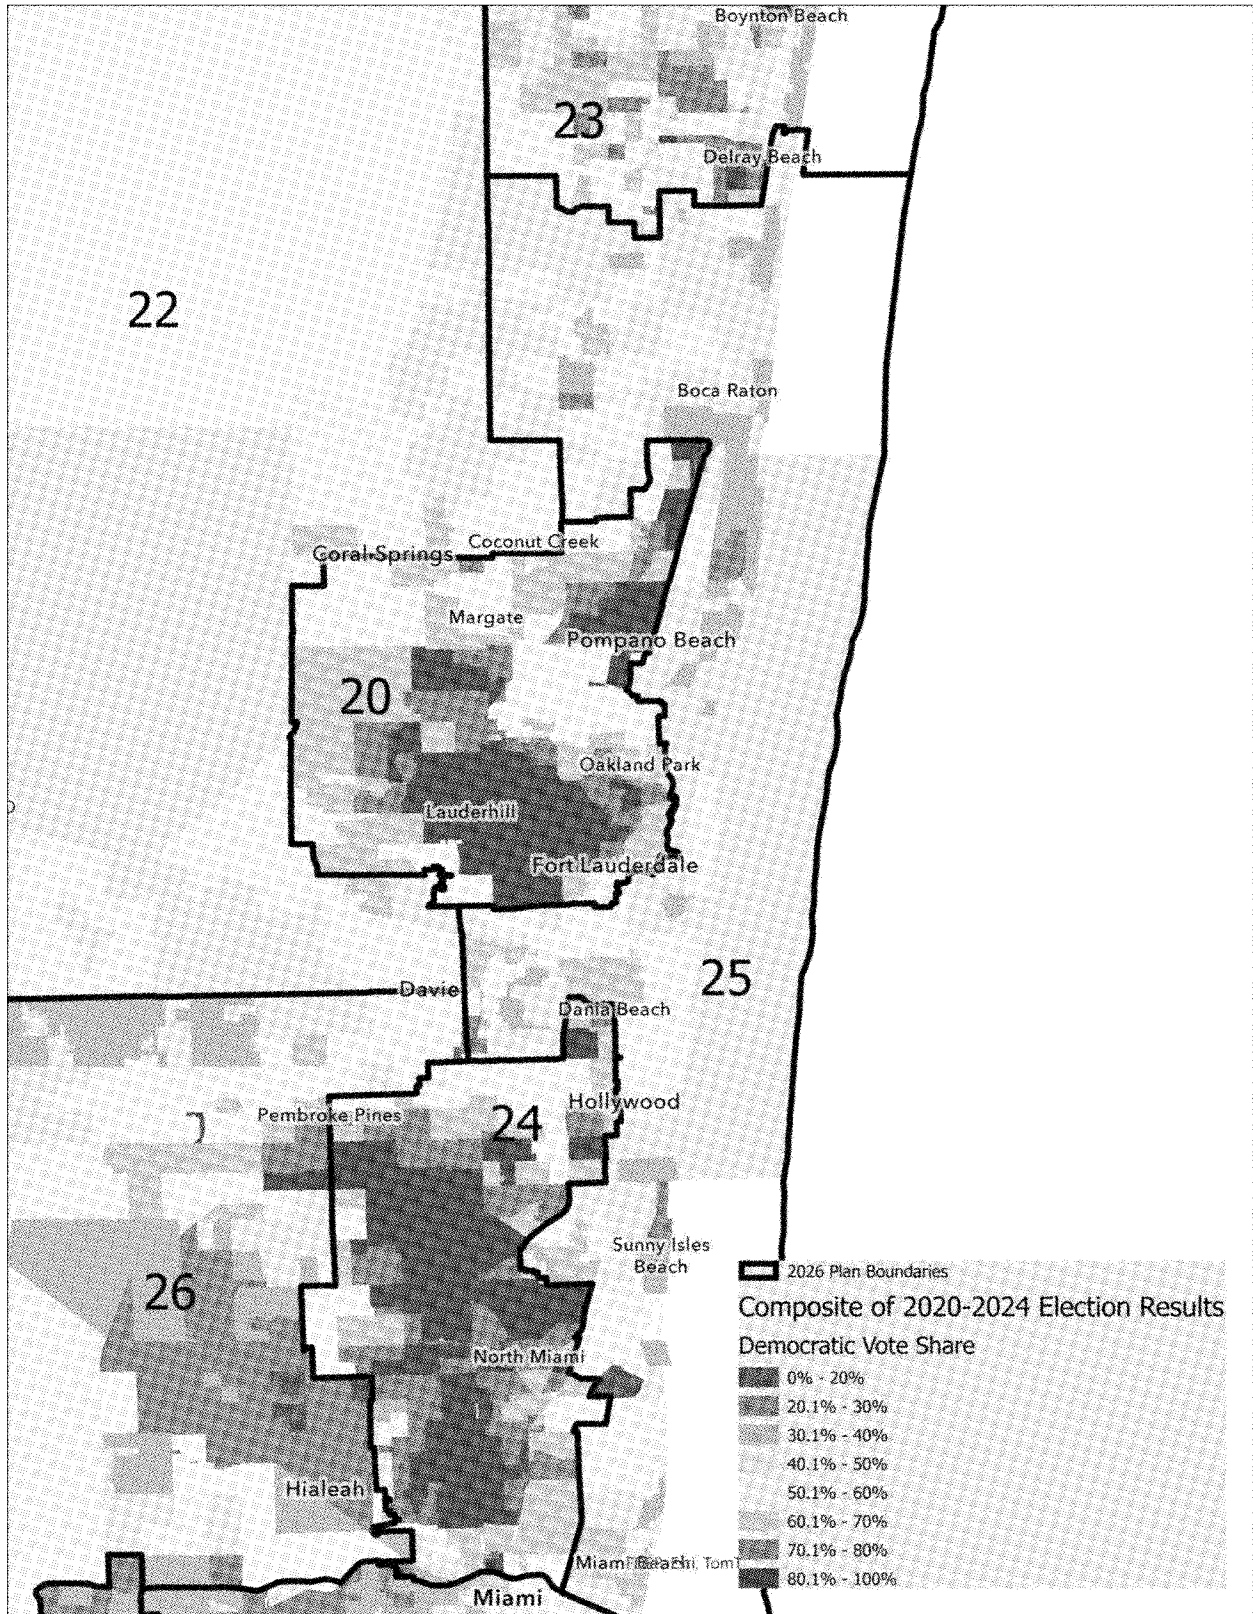 Boynton Beach
23
Delray Beach
22
Boca Raton
Coral Springs
Coconut Creek
Margate
Pompano Beach
20
Oakland Park
Lauderhill
Fort Lauderdale
25
Davie
Dania Beach
Hollywood
Pembroke Pines
24
Sunny Isles
Beach
26
North Miami
Hialeah
Miami Beach
Miami
2026 Plan Boundaries
Composite of 2020-2024 Election Results
Democratic Vote Share
0% - 20%
20.1% - 30%
30.1% - 40%
40.1% - 50%
50.1% - 60%
60.1% - 70%
70.1% - 80%
80.1% - 100%